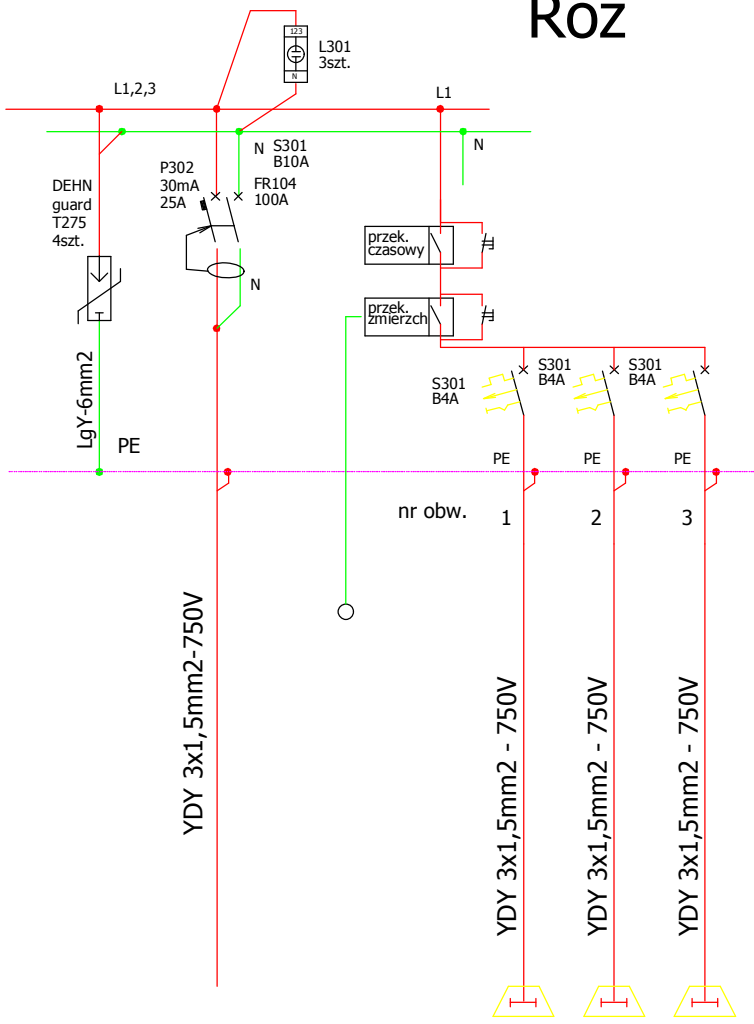 Roz
123
N
L301
3szt.
L1,2,3
L1
N
S301
B10A
N
P302
30mA
25A
FR104
100A
DEHN
guard
T275
4szt.
przek.
czasowy
N
przek.
zmierzch
S301
B4A
S301
B4A
S301
B4A
LgY-6mm2
PE
PE
PE
PE
nr obw.
1
2
3
YDY 3x1,5mm2-750V
YDY 3x1,5mm2 - 750V
YDY 3x1,5mm2 - 750V
YDY 3x1,5mm2 - 750V